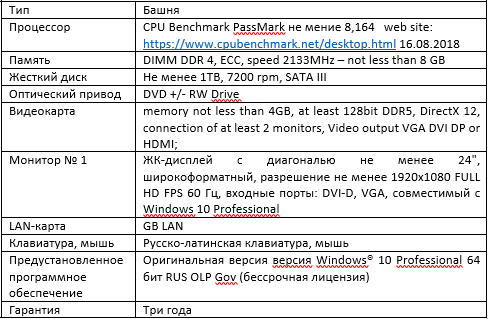 Тип Башня
Процессор CPU Benchmark PassMark не мение 8,164 web site:
https://www.cpubenchmark.net/desktop.html 16.08.2018
Память DIMM DDR 4, ECC, speed 2133MHz – not less than 8 GB
Жесткий диск Не менее 1TB, 7200 rpm, SATA III
Оптический привод DVD +/- RW Drive
Видеокарта memory not less than 4GB, at least 128bit DDR5, DirectX 12,
connection of at least 2 monitors, Video output VGA DVI DP or
HDMI;
Монитор № 1 ЖК-дисплей с диагональю не менее 24",
широкоформатный, разрешение не менее 1920x1080 FULL
HD FPS 60 Гц, входные порты: DVI-D, VGA, совместимый с
Windows 10 Professional
LAN-карта GB LAN
Клавиатура, мышь Русско-латинская клавиатура, мышь
Предустановленное Оригинальная версия версия Windows® 10 Professional 64
программное бит RUS OLP Gov (бессрочная лицензия)
обеспечение
Гарантия Три года